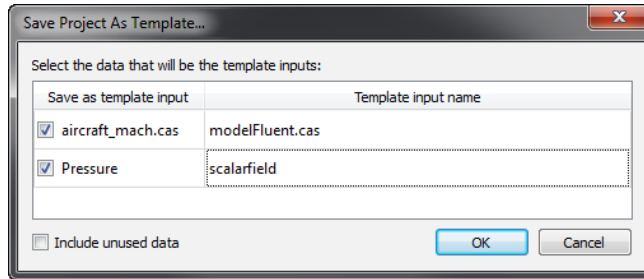 Save Project As Template...
Select the data that will be the template inputs:
Save as template input Template input name
aircraft_mach.cas modelFluent.cas
Pressure scalarfield
Include unused data OK Cancel